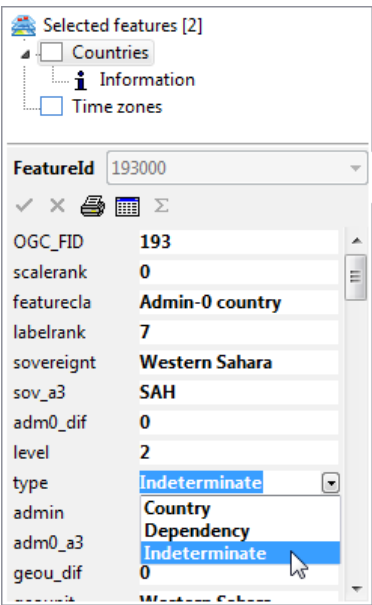 Selected features [2]
Countries
Information
Time zones
FeatureId 193000
Σ
OGC_FID 193
scalerank 0
featurecla Admin-0 country
labelrank 7
sovereignt Western Sahara
sov_a3 SAH
adm0_dif 0
level 2
type Indeterminate
admin Country
Dependency
adm0_a3 Indeterminate
geou_dif 0